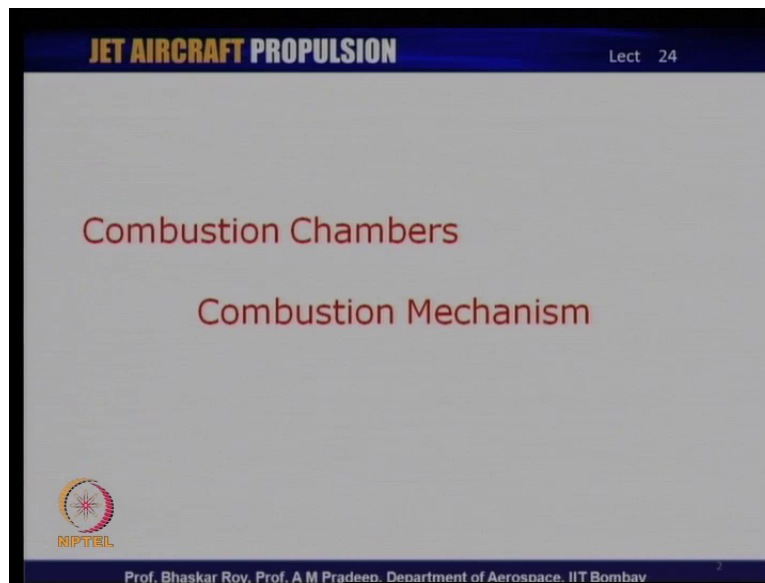 JET AIRCRAFT PROPULSION Lect 24
Combustion Chambers
Combustion Mechanism
NPTEL
Prof. Bhaskar Roy, Prof. A M Pradeep, Department of Aerospace, IIT Bombay
2